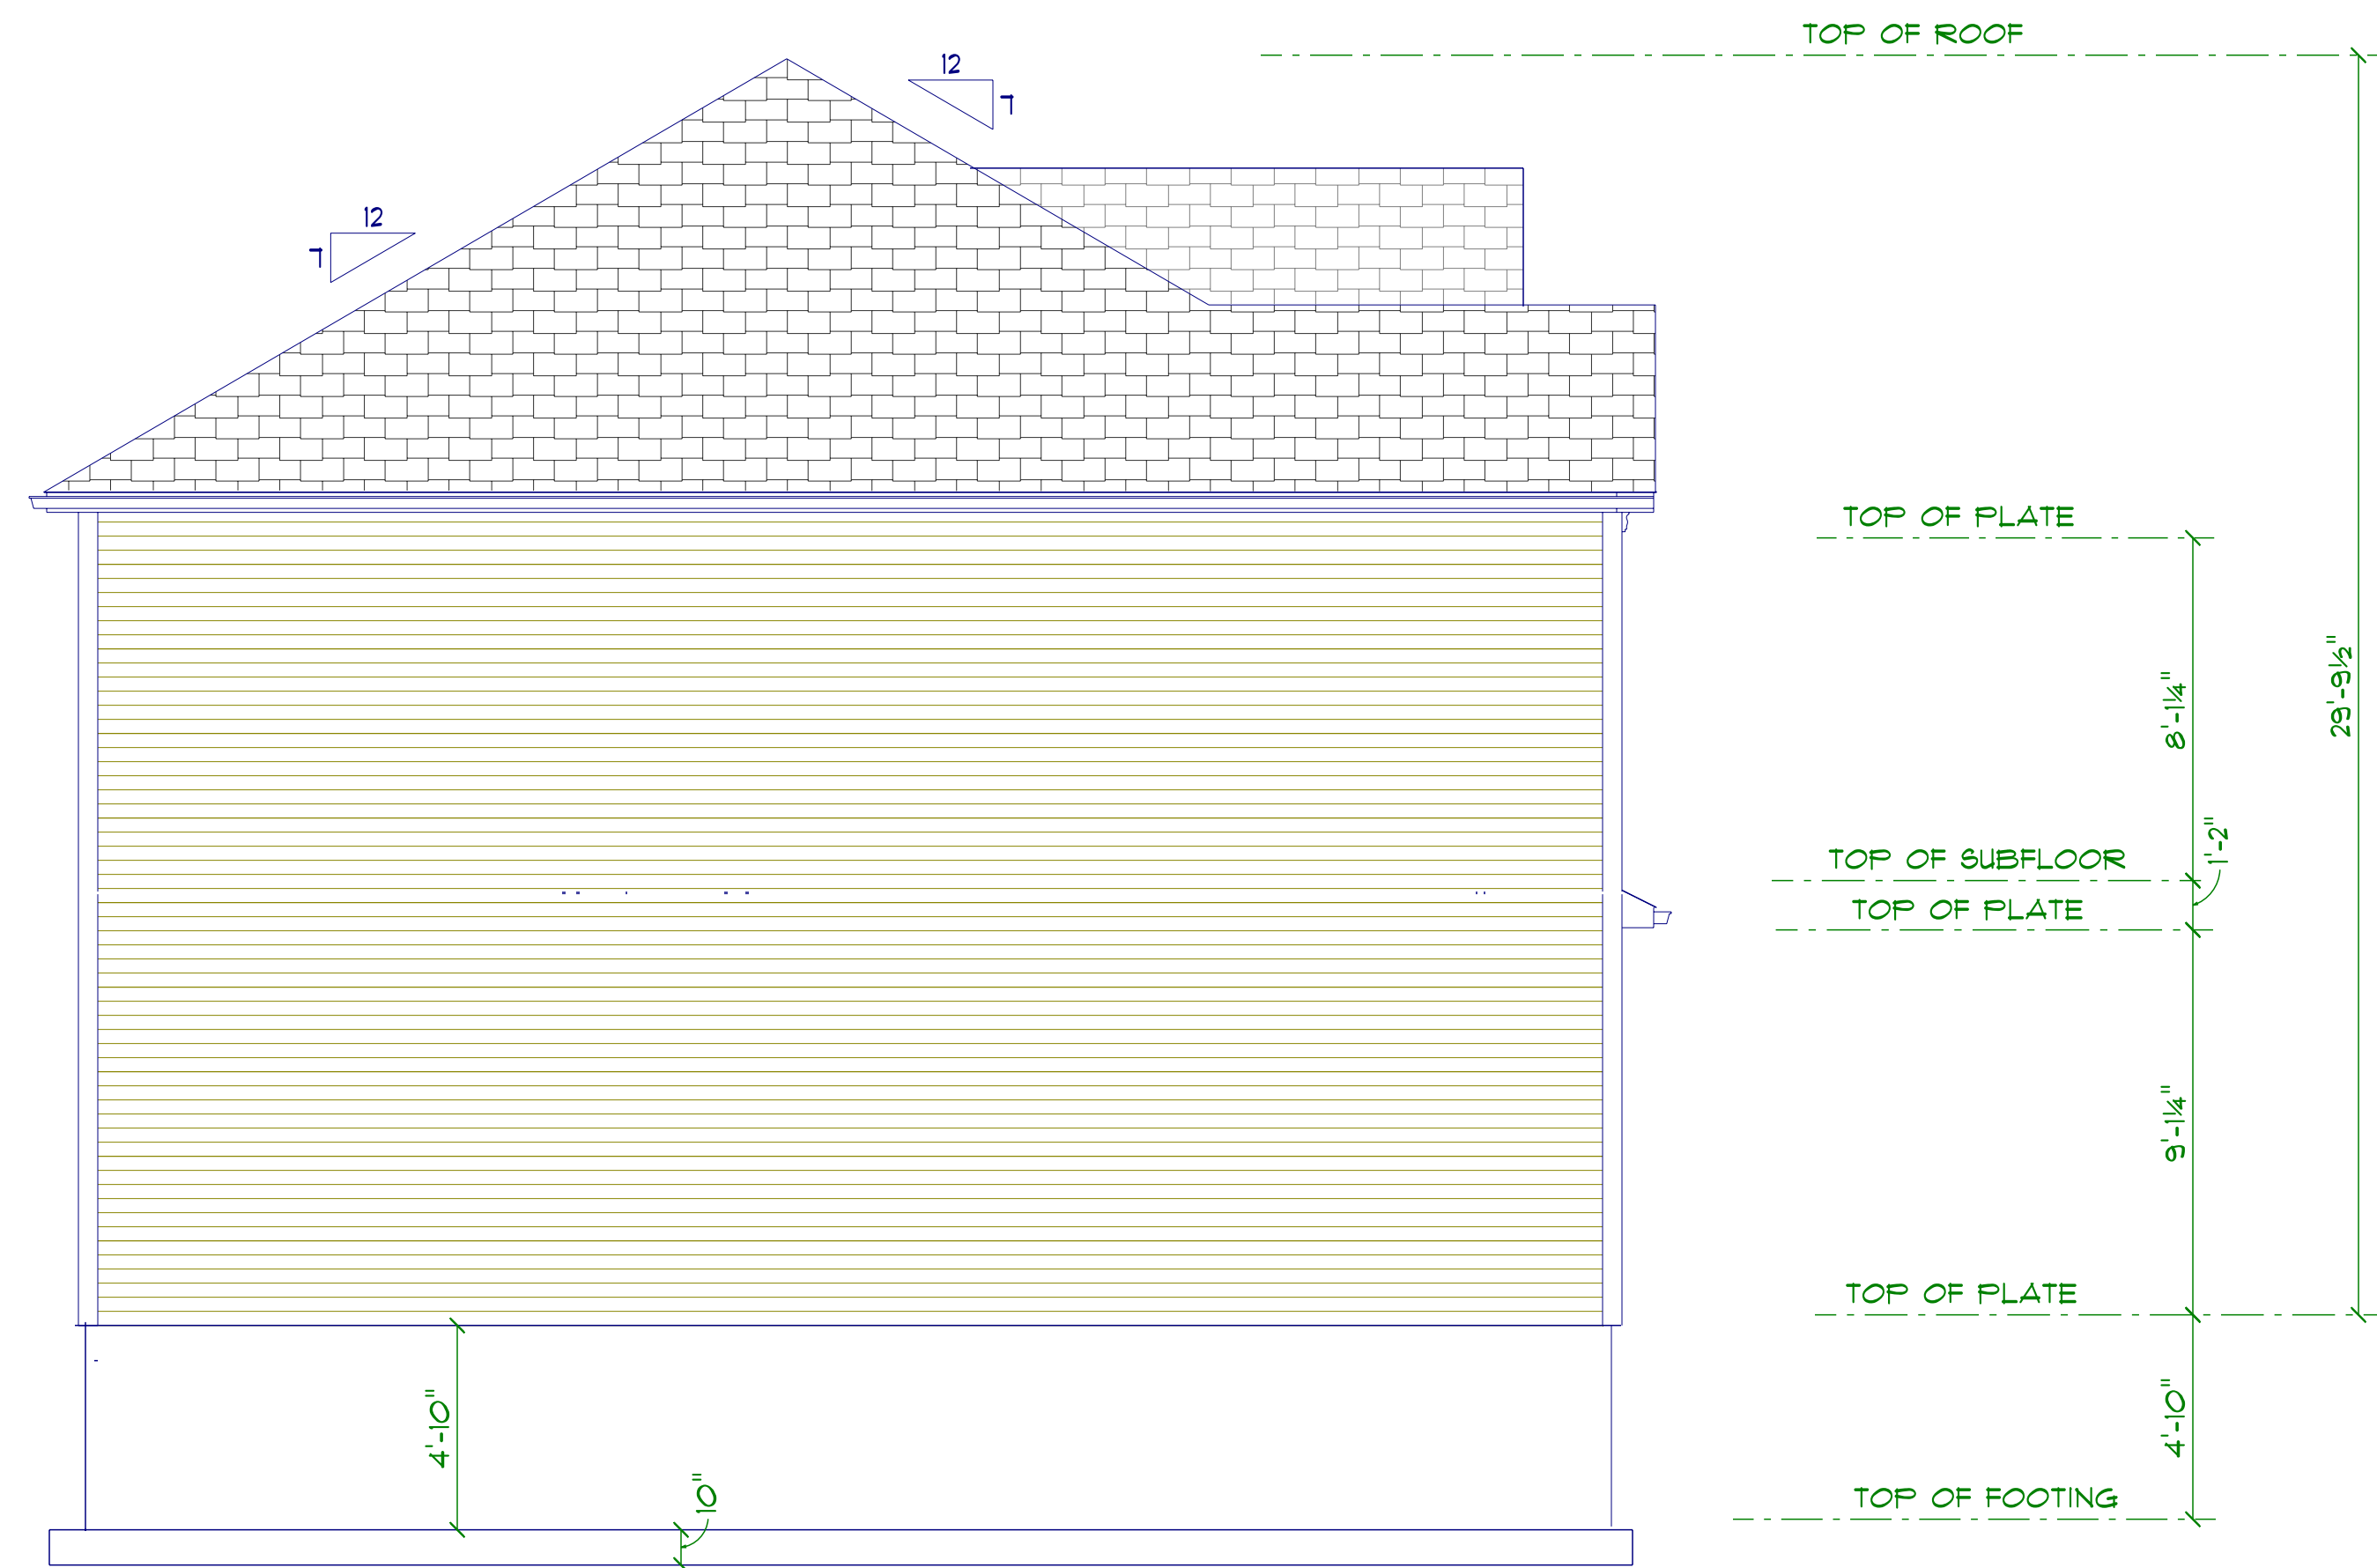 TOP OF ROOF
12
7
12
7
TOP OF PLATE
29'-9½"
8'-1¼"
1'-2"
TOP OF SUBFLOOR
TOP OF PLATE
9'-1¼"
TOP OF PLATE
4'-10"
4'-10"
10"
TOP OF FOOTING